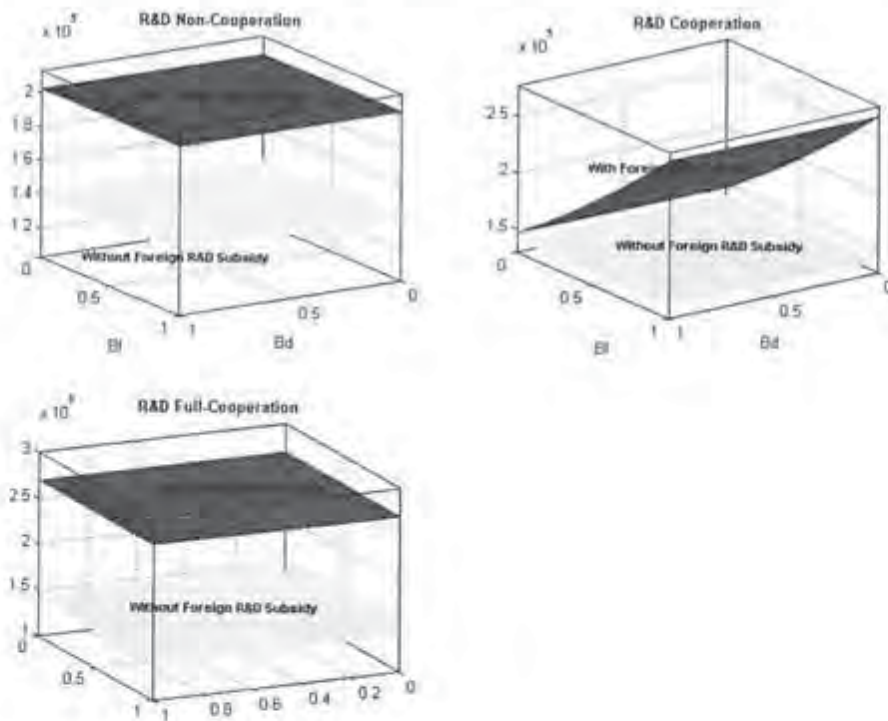 R&D Non-Cooperation
x 10
2
1 8
1 6
1 4
1 2
0
0.5
1
1
0.5
0
Bf
Bd
Without Foreign R&D Subsidy
R&D Cooperation
x 10
2 5
2
1.5
0
0.5
1
1
0.5
0
Bf
Bd
With Foreign
Without Foreign R&D Subsidy
R&D Full-Cooperation
x 10
3
2 5
2
1 5
1
0
0.5
1
1
0.8
0.6
0.4
0.2
0
Without Foreign R&D Subsidy